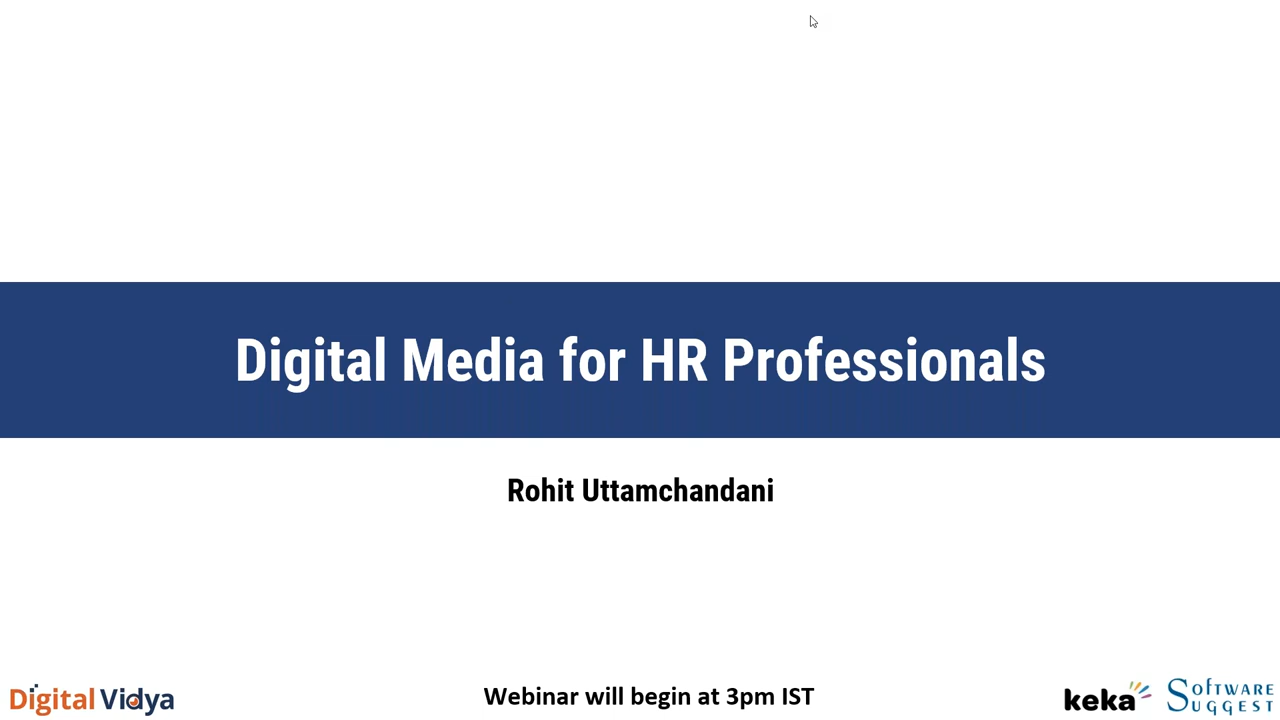 Digital Media for HR Professionals
Rohit Uttamchandani
Digital Vidya
Webinar will begin at 3pm IST
keka
SOFTWARE
SUGGEST